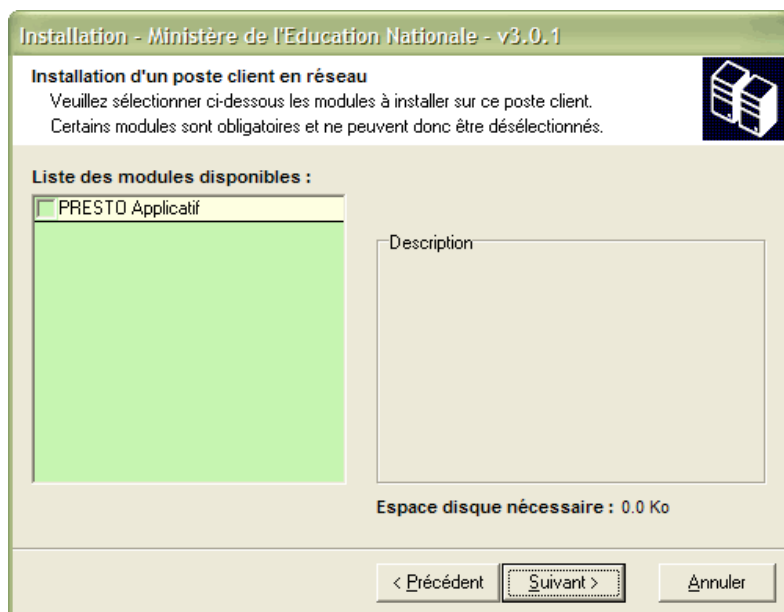 Installation - Ministère de l'Education Nationale - v3.0.1
Installation d'un poste client en réseau
Veuillez sélectionner ci-dessous les modules à installer sur ce poste client.
Certains modules sont obligatoires et ne peuvent donc être désélectionnés.
Liste des modules disponibles :
PRESTO Applicatif
Description
Espace disque nécessaire : 0.0 Ko
< Précédent
Suivant >
Annuler